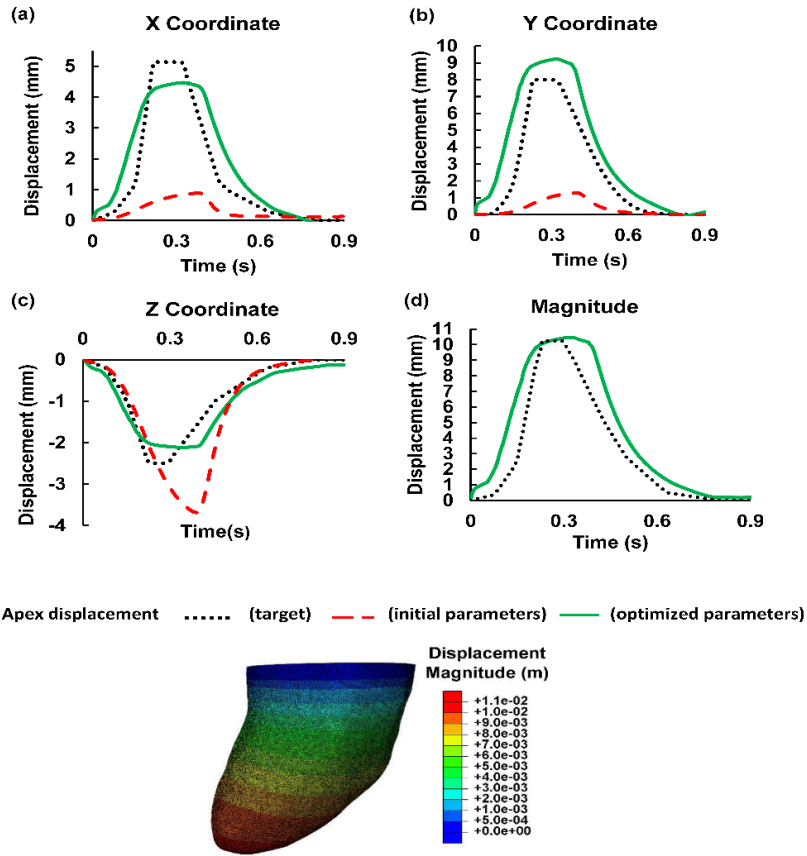 (a)
X Coordinate
Displacement (mm)
5
4
3
2
1
0
0 0.3 0.6 0.9
Time (s)
(b)
Y Coordinate
Displacement (mm)
10
9
8
7
6
5
4
3
2
1
0
0 0.3 0.6 0.9
Time (s)
(c)
Z Coordinate
0 0.3 0.6 0.9
Displacement (mm)
0
-1
-2
-3
-4
Time(s)
(d)
Magnitude
Displacement (mm)
11
10
9
8
7
6
5
4
3
2
1
0
0 0.3 0.6 0.9
Time (s)
Apex displacement (target) (initial parameters) (optimized parameters)
Displacement
Magnitude (m)
+1.1e-02
+1.0e-02
+9.0e-03
+8.0e-03
+7.0e-03
+6.0e-03
+5.0e-03
+4.0e-03
+3.0e-03
+2.0e-03
+1.0e-03
+5.0e-04
+0.0e+00